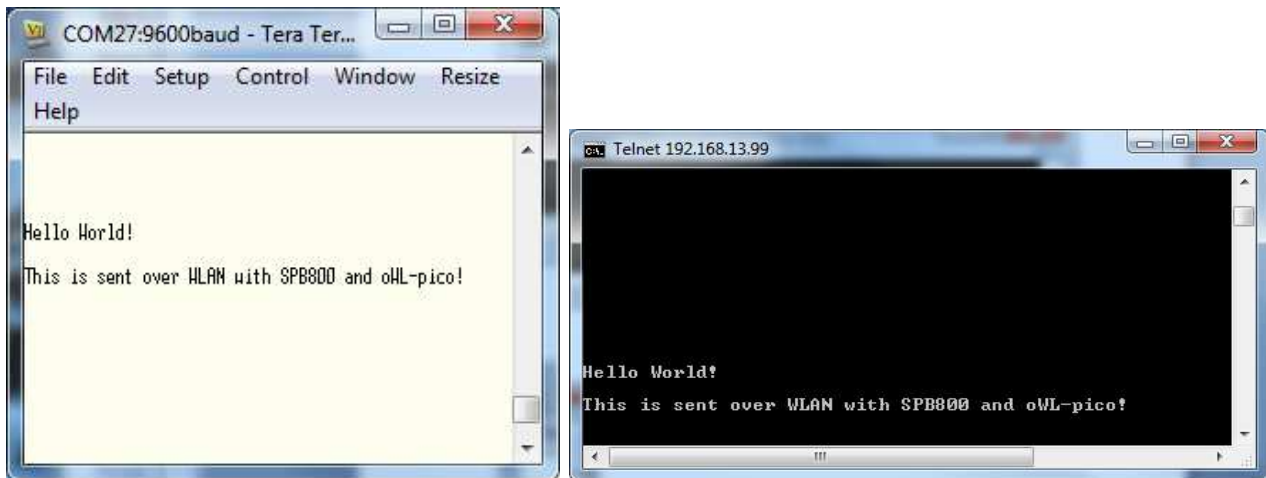 COM27:9600baud - Tera Ter...
File Edit Setup Control Window Resize
Help
Hello World!
This is sent over WLAN with SPB800 and oWL-pico!
Telnet 192.168.13.99
Hello World!
This is sent over WLAN with SPB800 and oWL-pico!